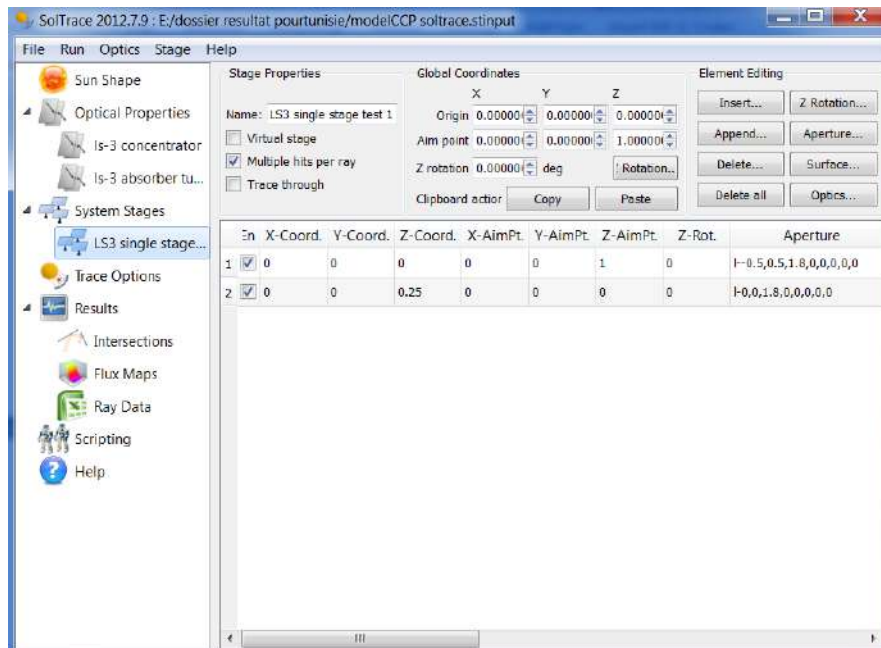 SolTrace 2012.7.9 : E:/dossier resultat pourtunisie/modelCCP soltrace.stinput
File Run Optics Stage Help
Sun Shape
Optical Properties
ls-3 concentrator
ls-3 absorber tu...
System Stages
LS3 single stage...
Trace Options
Results
Intersections
Flux Maps
Ray Data
Scripting
Help
Stage Properties
Name: LS3 single stage test 1
Virtual stage
Multiple hits per ray
Trace through
Global Coordinates
X Y Z
Origin 0.00000 0.00000 0.00000
Aim point 0.00000 0.00000 1.00000
Z rotation 0.00000 deg Rotation..
Clipboard actior Copy Paste
Element Editing
Insert... Z Rotation...
Append... Aperture...
Delete... Surface...
Delete all Optics...
En X-Coord. Y-Coord. Z-Coord. X-AimPt. Y-AimPt. Z-AimPt. Z-Rot. Aperture
1 0 0 0 0 0 1 0 l--0.5,0.5,1.8,0,0,0,0,0
2 0 0 0.25 0 0 0 0 l-0,0,1.8,0,0,0,0,0